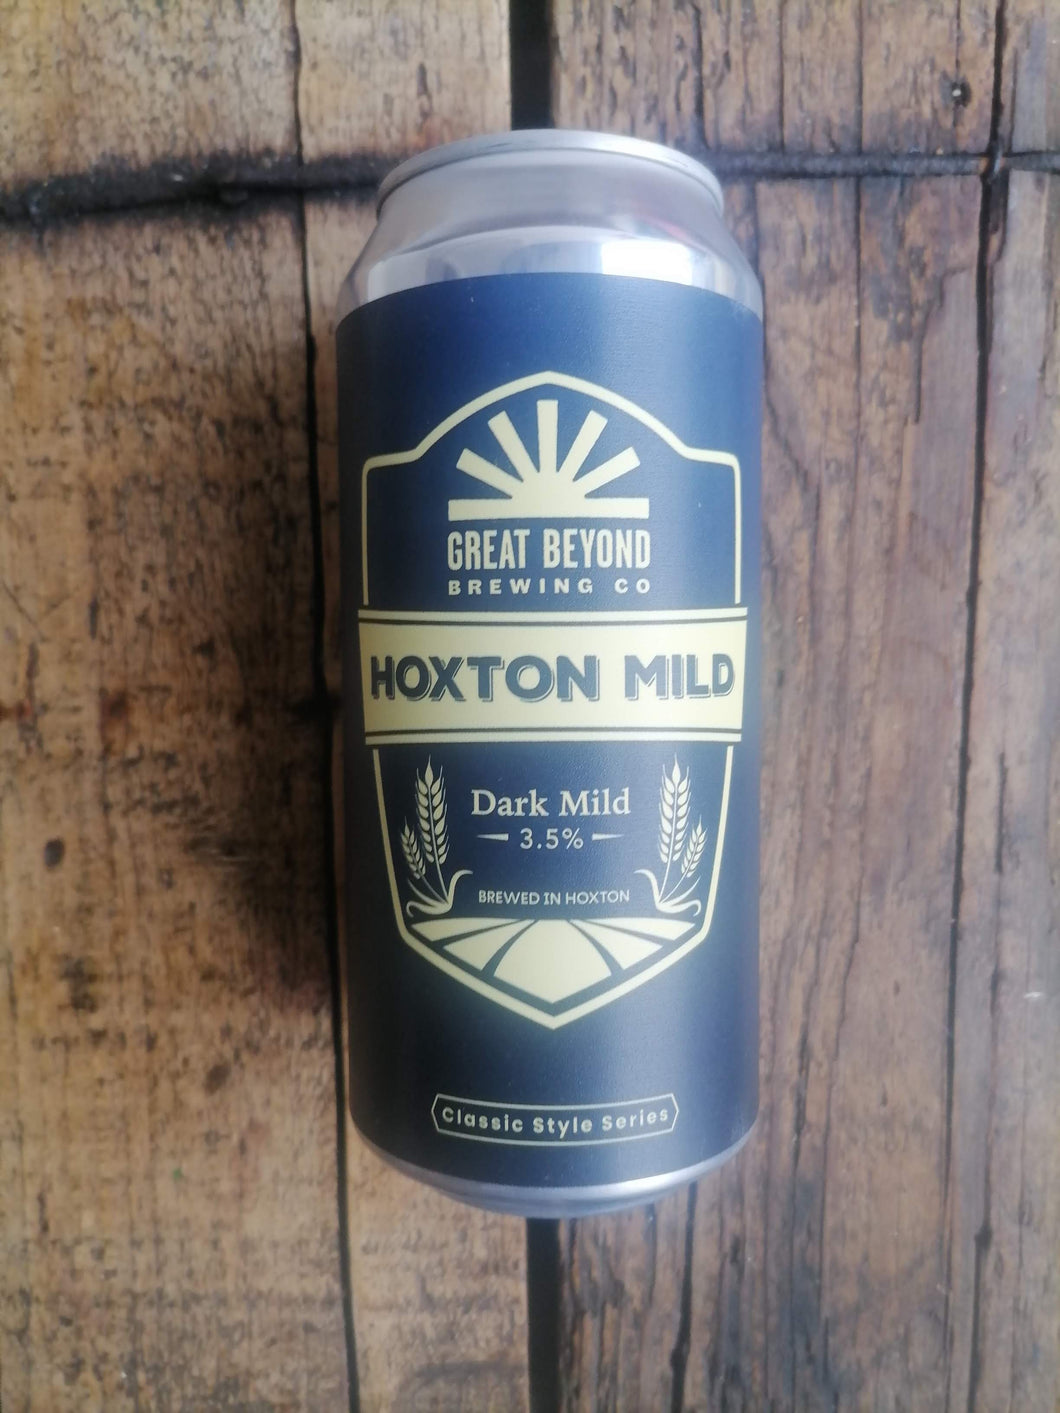 GREAT BEYOND
BREWING CO
HOXTON MILD
Dark Mild
3.5%
BREWED IN HOXTON
Classic Style Series